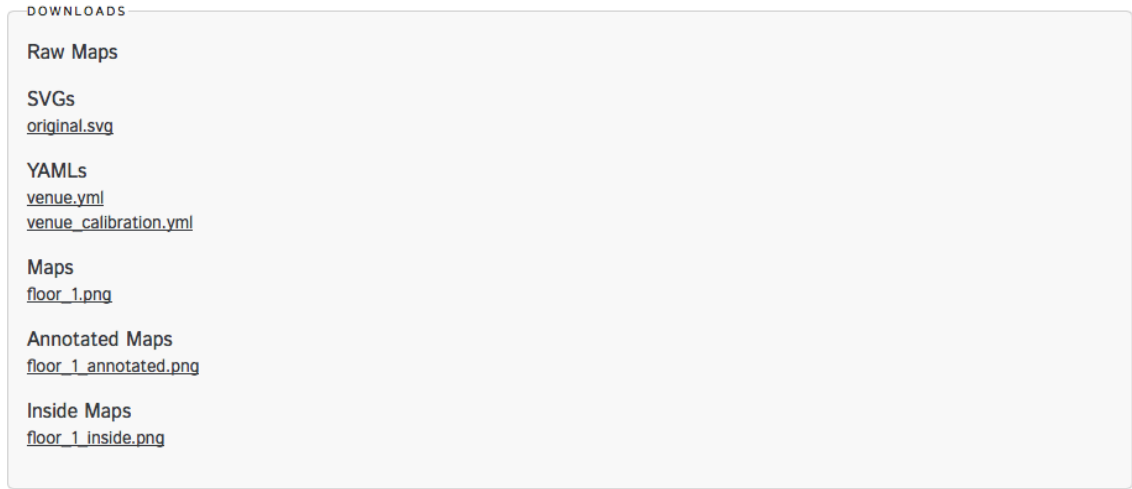 DOWNLOADS
Raw Maps
SVGs
original.svg
YAMLs
venue.yml
venue_calibration.yml
Maps
floor_1.png
Annotated Maps
floor_1_annotated.png
Inside Maps
floor_1_inside.png